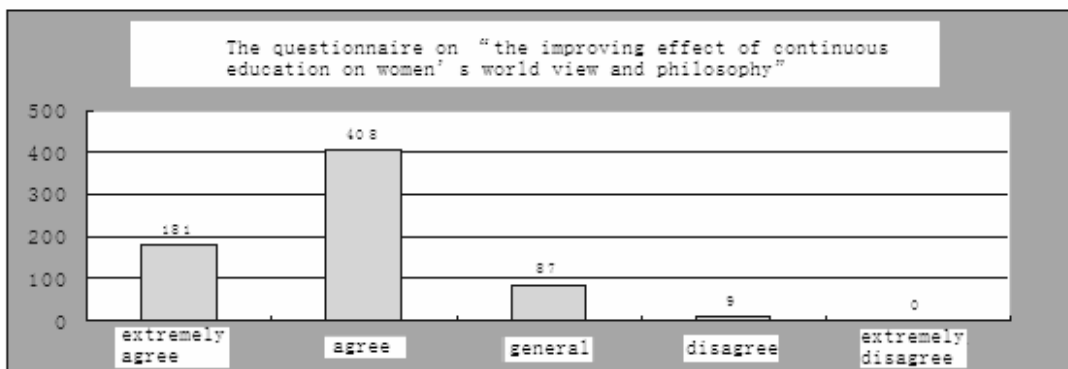 The questionnaire on “the improving effect of continuous
education on women’s world view and philosophy”
500
400
300
200
100
0
181
408
87
9
0
extremely
agree
agree
general
disagree
extremely
disagree